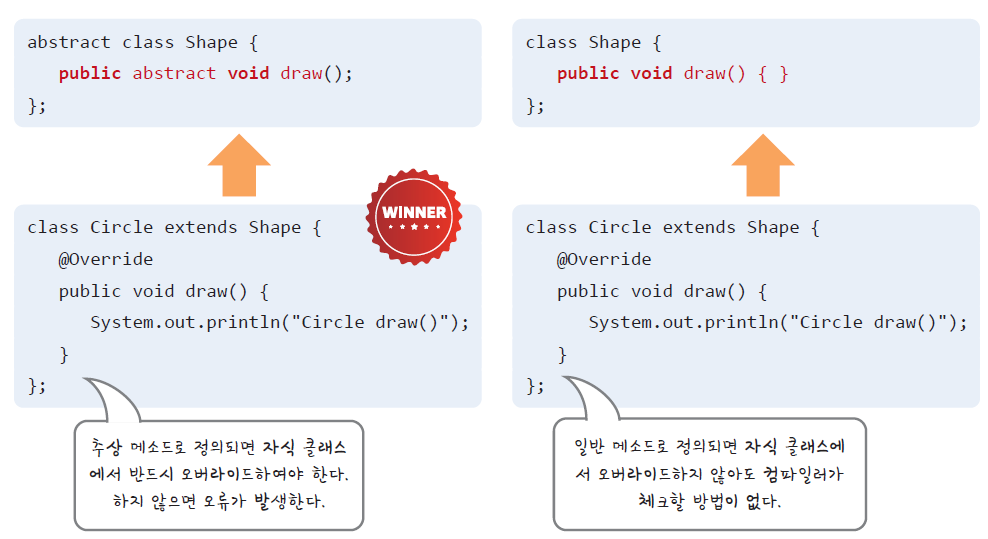 abstract class Shape {
public abstract void draw();
};
class Circle extends Shape {
@Override
public void draw() {
System.out.println("Circle draw()");
}
};
WINNER
추상 메소드로 정의되면 자식 클래스
에서 반드시 오버라이드하여야 한다.
하지 않으면 오류가 발생한다.
class Shape {
public void draw() { }
};
class Circle extends Shape {
@Override
public void draw() {
System.out.println("Circle draw()");
}
};
일반 메소드로 정의되면 자식 클래스에
서 오버라이드하지 않아도 컴파일러가
체크할 방법이 없다.